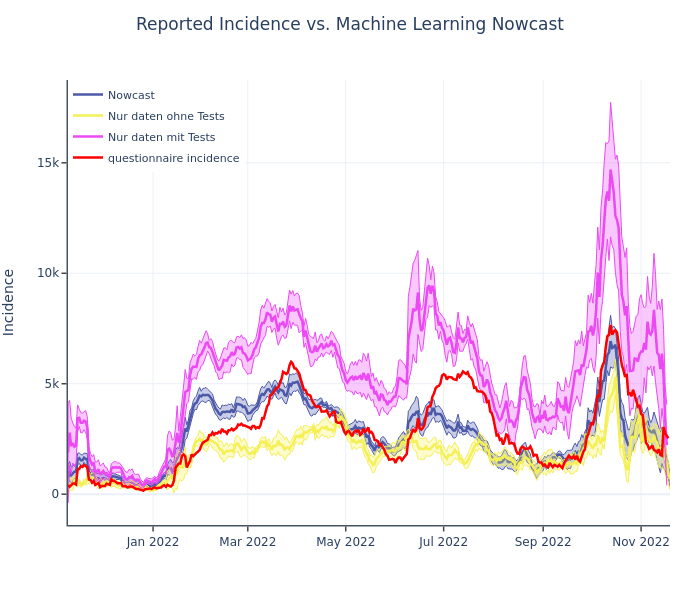 Reported Incidence vs. Machine Learning Nowcast
Nowcast
Nur daten ohne Tests
Nur daten mit Tests
questionnaire incidence
Incidence
15k
10k
5k
0
Jan 2022
Mar 2022
May 2022
Jul 2022
Sep 2022
Nov 2022